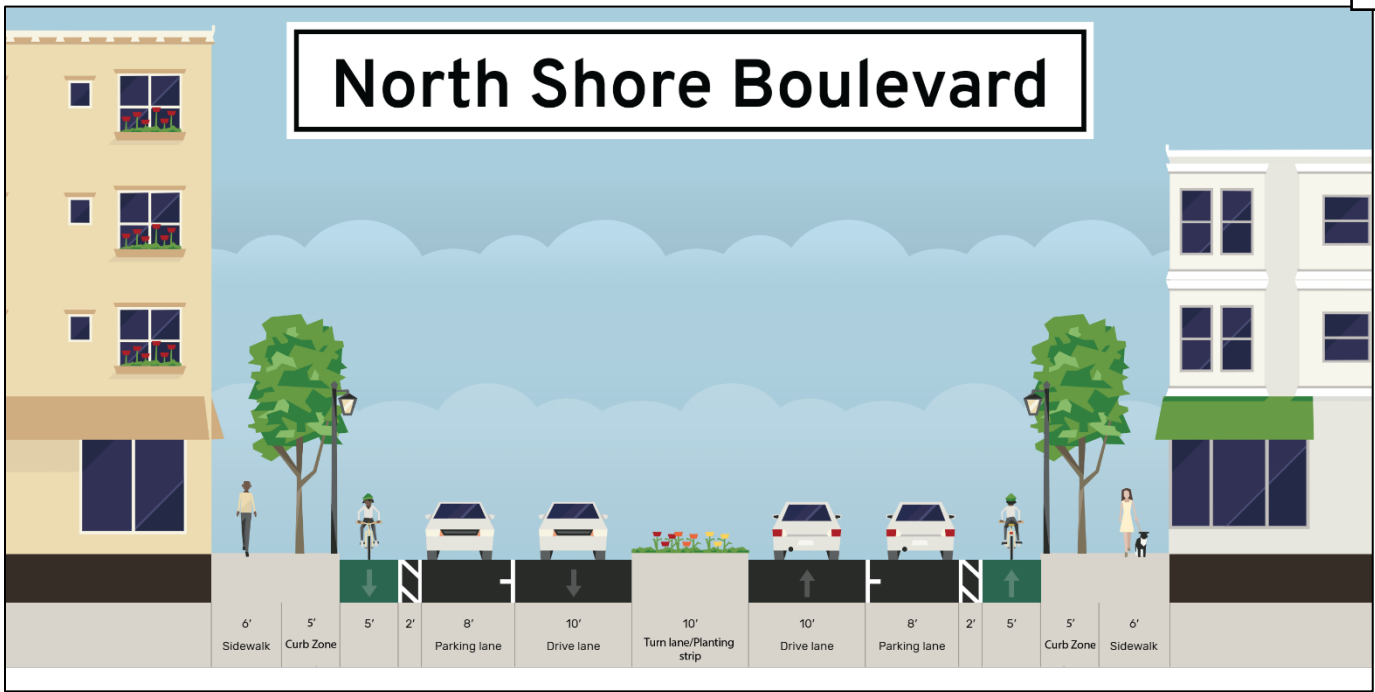 North Shore Boulevard
6' 5' 5' 2' 8' 10' 10' 10' 8' 2' 5' 5' 6'
Sidewalk Curb Zone Parking lane Drive lane Turn lane/Planting Drive lane Parking lane Curb Zone Sidewalk
strip